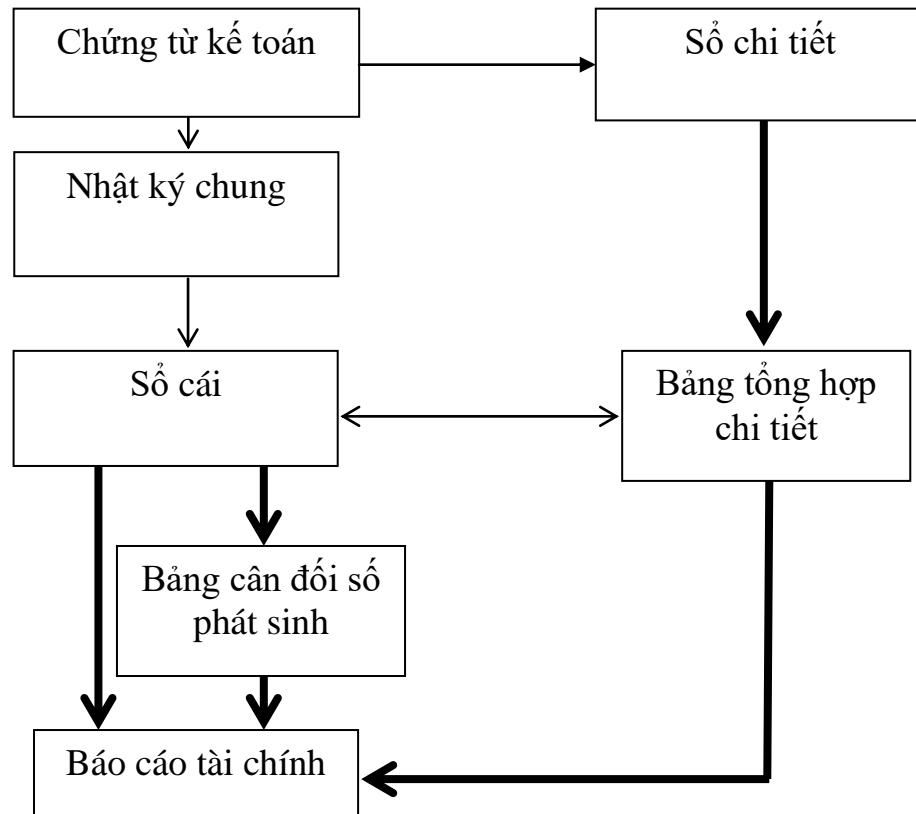 Chứng từ kế toán
Sổ chi tiết
Nhật ký chung
Sổ cái
Bảng tổng hợp
chi tiết
Bảng cân đối số
phát sinh
Báo cáo tài chính